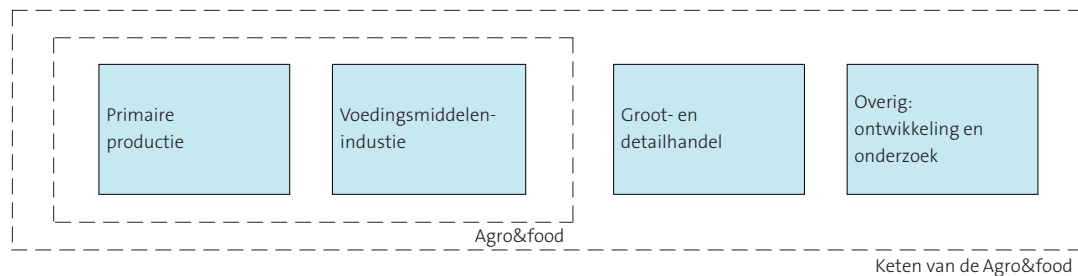 Primaire
productie
Voedingsmiddelen-
industie
Groot- en
detailhandel
Overig:
ontwikkeling en
onderzoek
Agro&food
Keten van de Agro&food